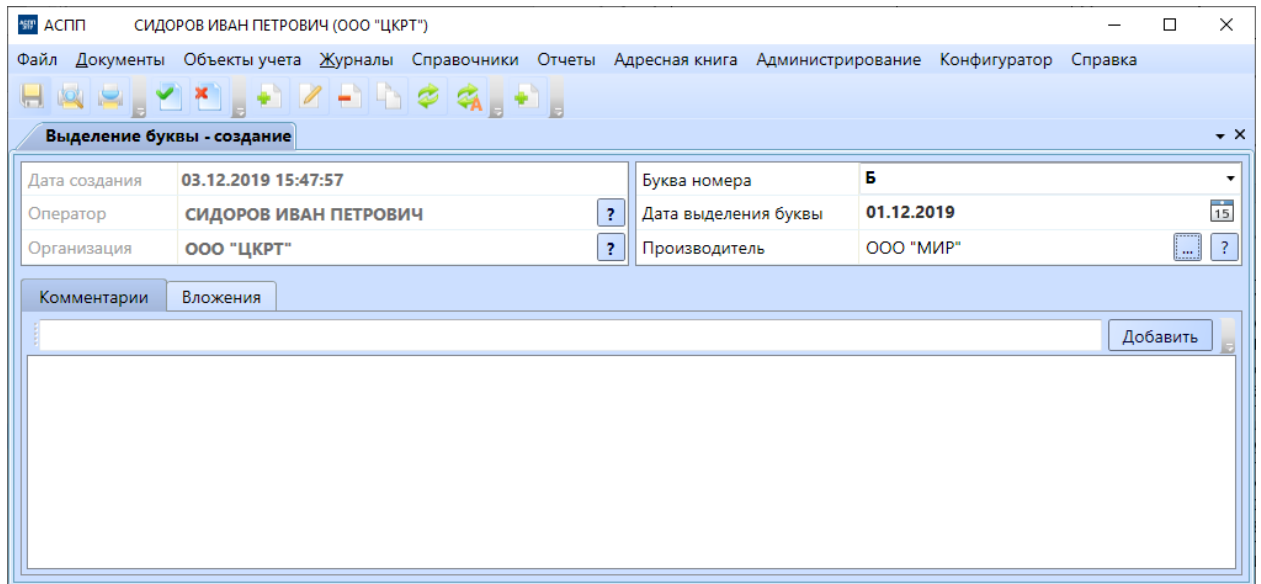 АСПП СИДОРОВ ИВАН ПЕТРОВИЧ (ООО "ЦКРТ")
Файл Документы Объекты учета Журналы Справочники Отчеты Адресная книга Администрирование Конфигуратор Справка
Выделение буквы - создание
Дата создания 03.12.2019 15:47:57 Буква номера Б
Оператор СИДОРОВ ИВАН ПЕТРОВИЧ ? Дата выделения буквы 01.12.2019 15
Организация ООО "ЦКРТ" ? Производитель ООО "МИР" ... ?
Комментарии Вложения
Добавить